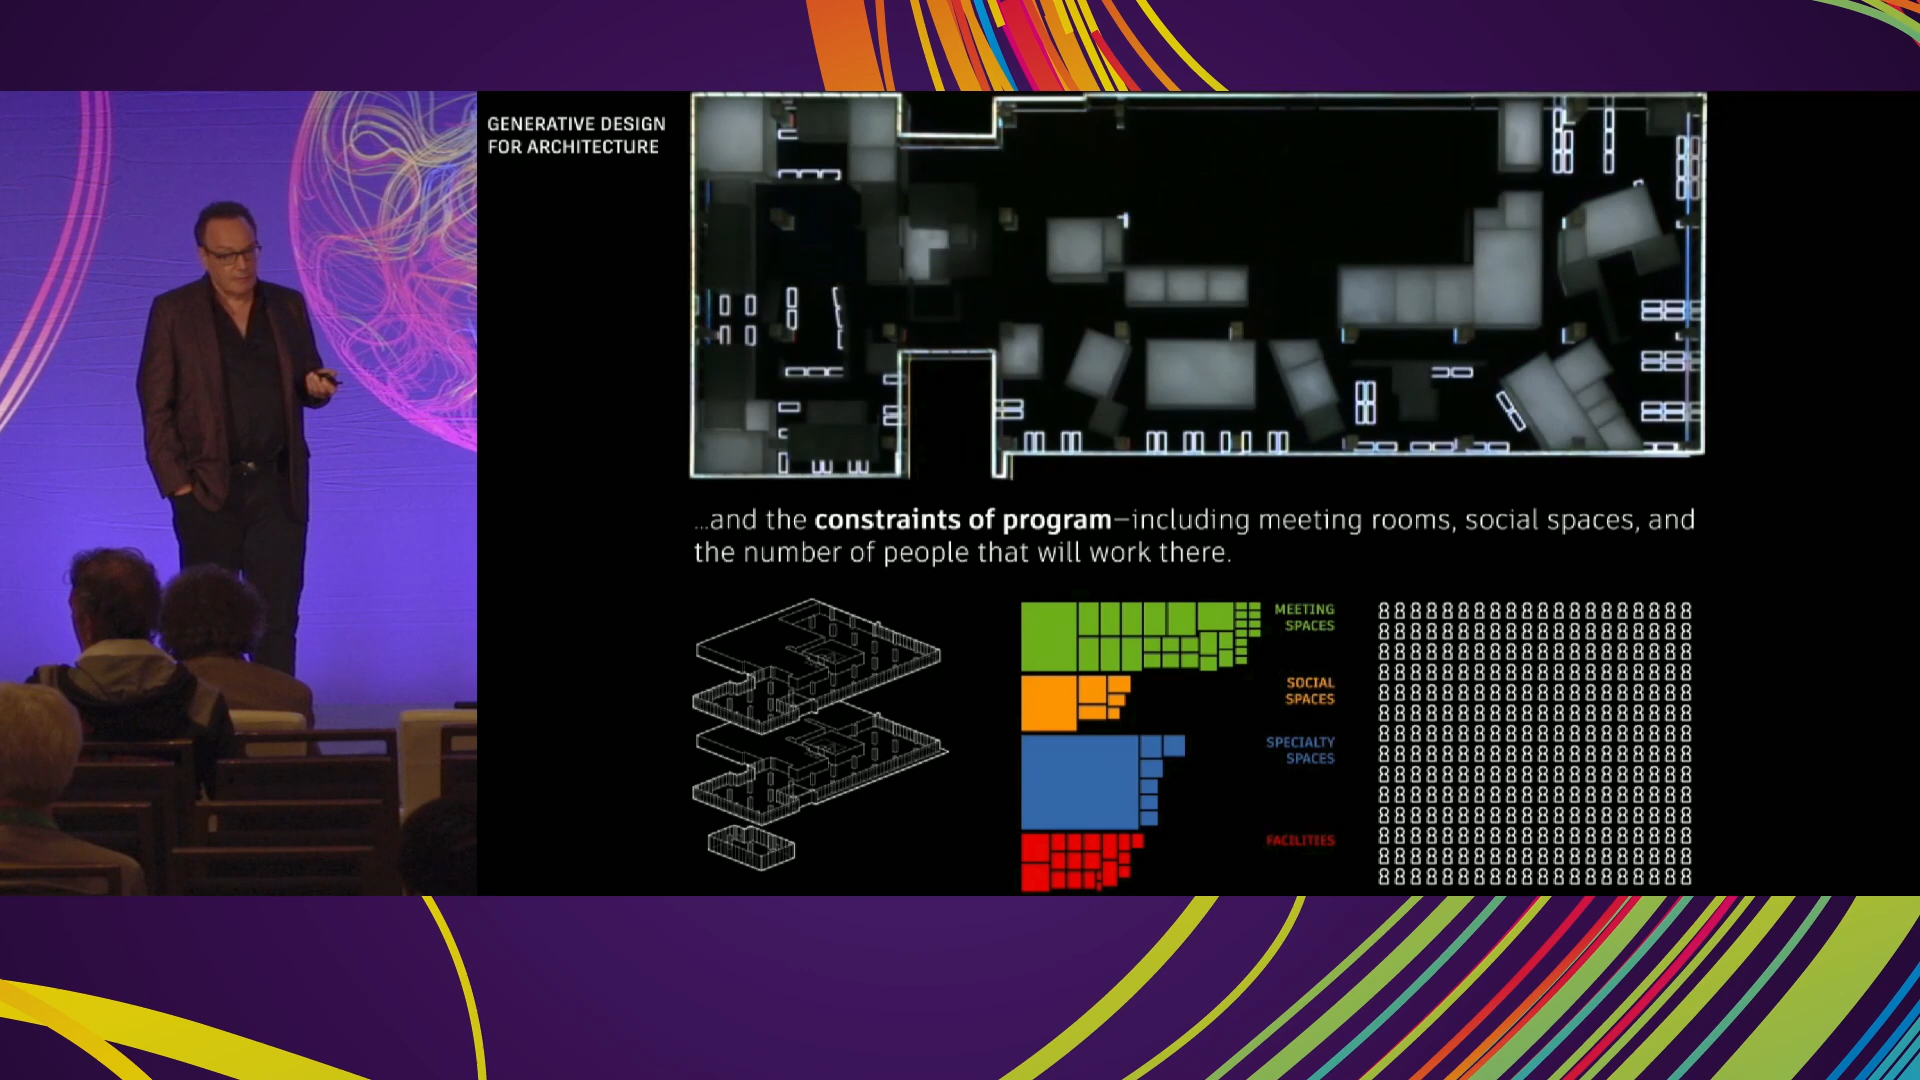 GENERATIVE DESIGN
FOR ARCHITECTURE
...and the constraints of program—including meeting rooms, social spaces, and
the number of people that will work there.
MEETING
SPACES
SOCIAL
SPACES
SPECIALTY
SPACES
FACILITIES